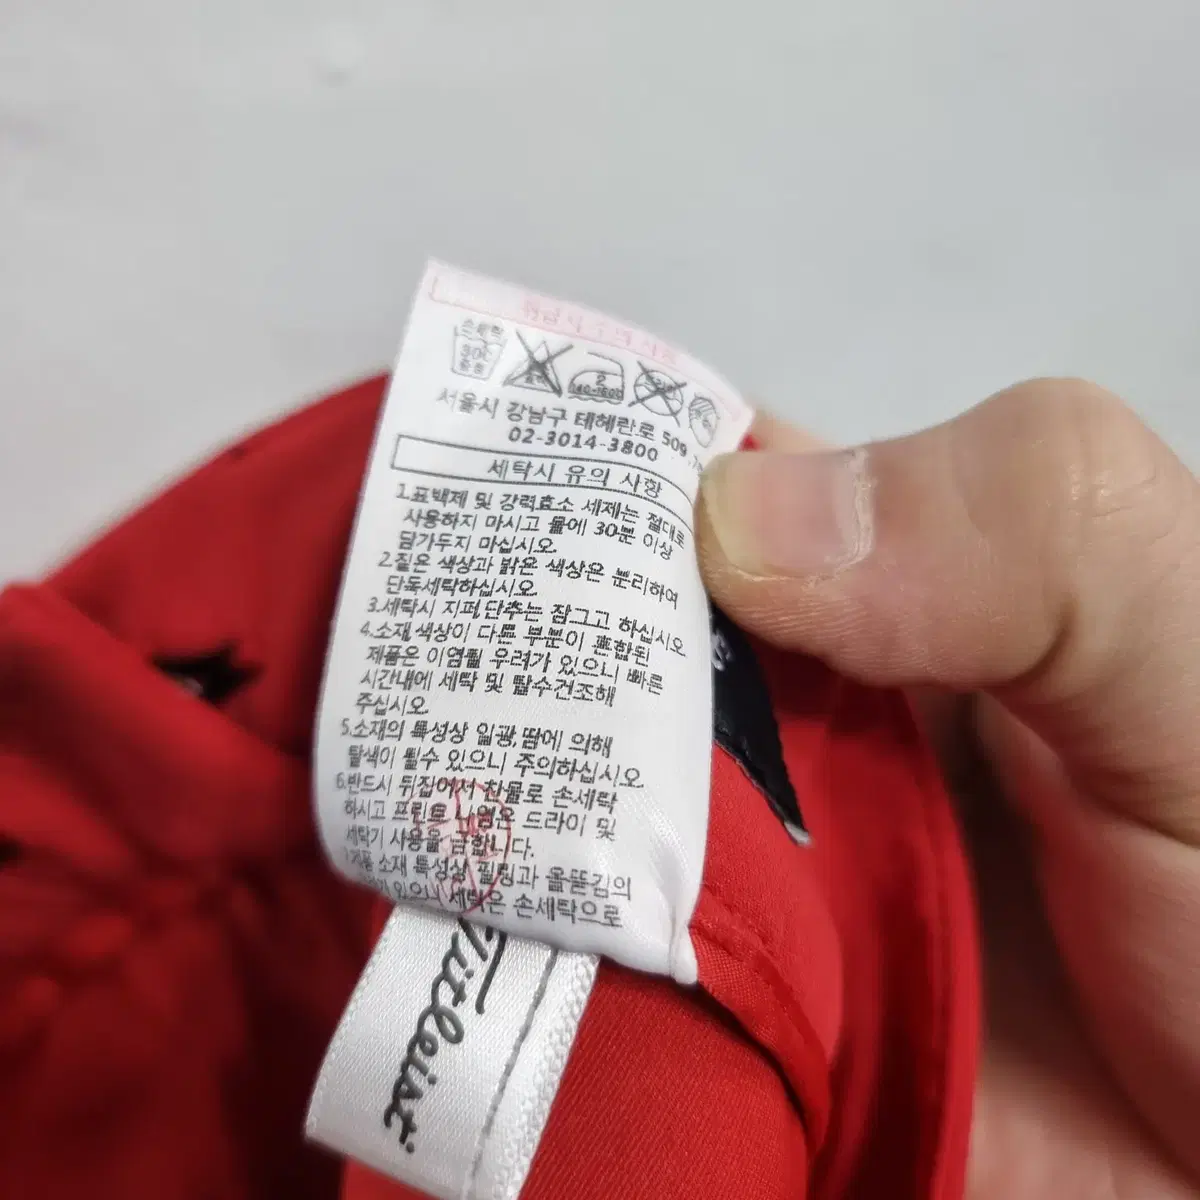 손세탁
30℃
중성
2
140-160℃
서울시 강남구 테헤란로 509,
02-3014-3800
세탁시 유의 사항
1.표백제 및 강력효소 세제는 절대로
사용하지 마시고 물에 30분 이상
담가두지 마십시오.
2.짙은 색상과 밝은 색상은 분리하여
단독세탁하십시오.
3.세탁시 지퍼,단추는 잠그고 하십시오
4.소재,색상이 다른 부분이 혼합된
제품은 이염될 우려가 있으니 빠른
시간내에 세탁 및 탈수건조해
주십시오.
5.소재의 특성상 일광,땀에 의해
탈색이 될수 있으니 주의하십시오.
6.반드시 뒤집어서 찬물로 손세탁
하시고 프린트 나염은 드라이 및
세탁기 사용을 금합니다.
소재 특성상 필링과 올뜯김의
있으니 세탁은 손세탁으로
Titleist